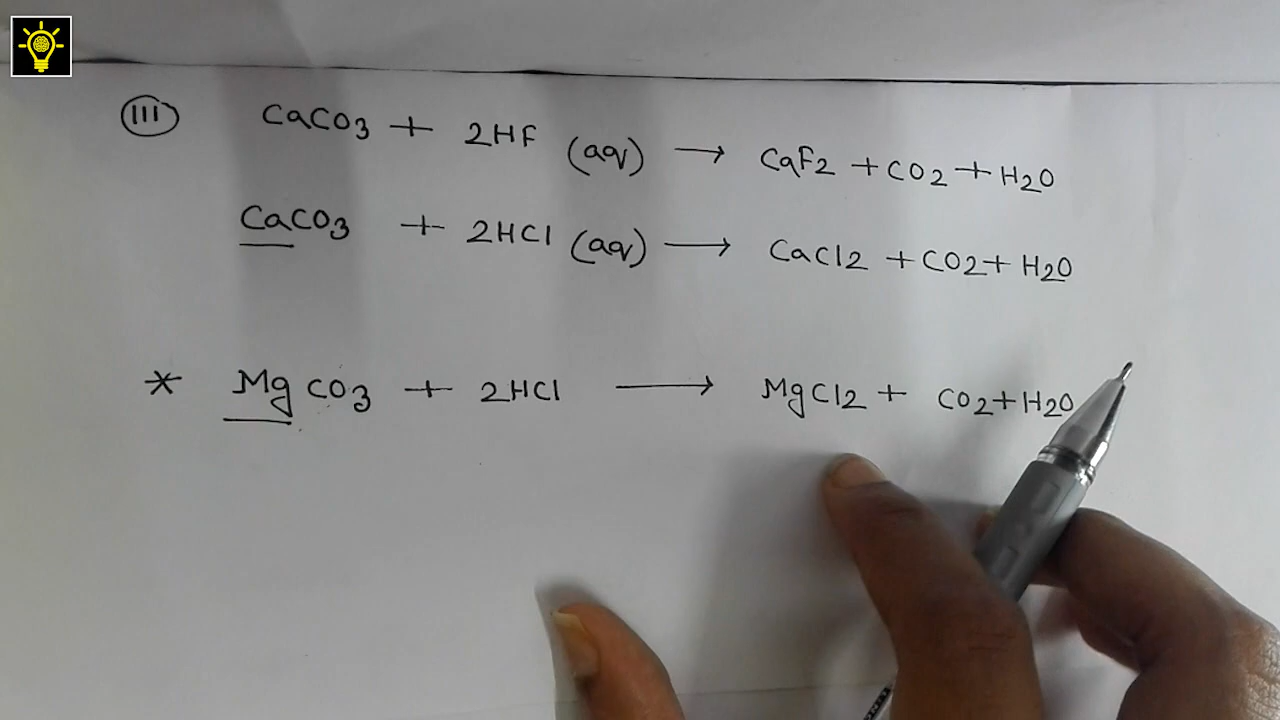 III CaCO3 + 2HF (aq) → CaF2 + CO2 + H2O
CaCO3 + 2HCl (aq) → CaCl2 + CO2 + H2O
* MgCO3 + 2HCl → MgCl2 + CO2 + H2O